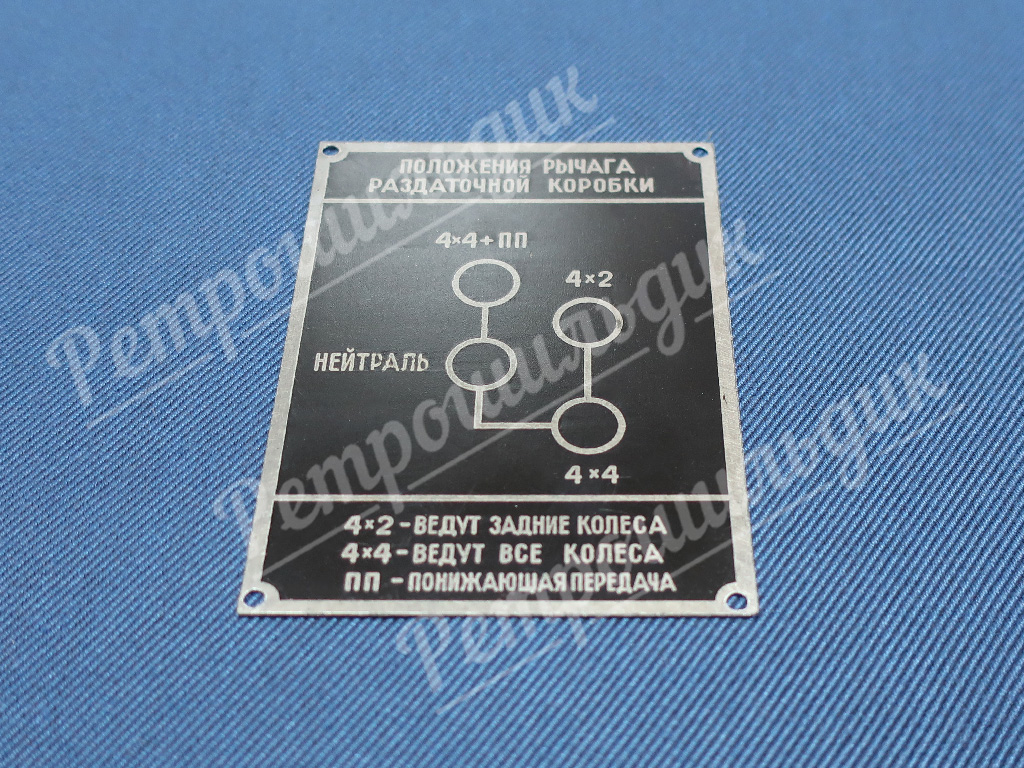 ПОЛОЖЕНИЯ РЫЧАГА
РАЗДАТОЧНОЙ КОРОБКИ
4×4+ПП
4×2
НЕЙТРАЛЬ
4×4
4×2-ВЕДУТ ЗАДНИЕ КОЛЕСА
4×4-ВЕДУТ ВСЕ КОЛЕСА
ПП-ПОНИЖАЮЩАЯ ПЕРЕДАЧА
Ретрошильдик
Ретрошильдик
Ретрошильдик